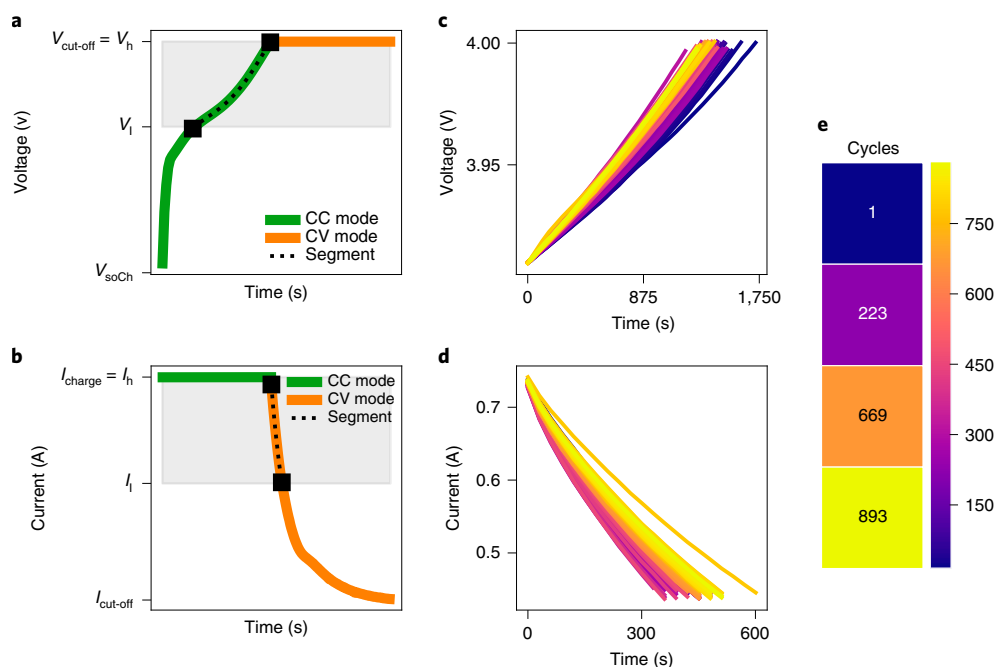 a
V_cut-off = V_h
V_l
V_soCh
Voltage (v)
CC mode
CV mode
Segment
Time (s)
b
I_charge = I_h
I_l
I_cut-off
Current (A)
CC mode
CV mode
Segment
Time (s)
c
4.00
3.95
Voltage (V)
0 875 1,750
Time (s)
d
0.7
0.6
0.5
Current (A)
0 300 600
Time (s)
e
Cycles
1
223
669
893
750
600
450
300
150